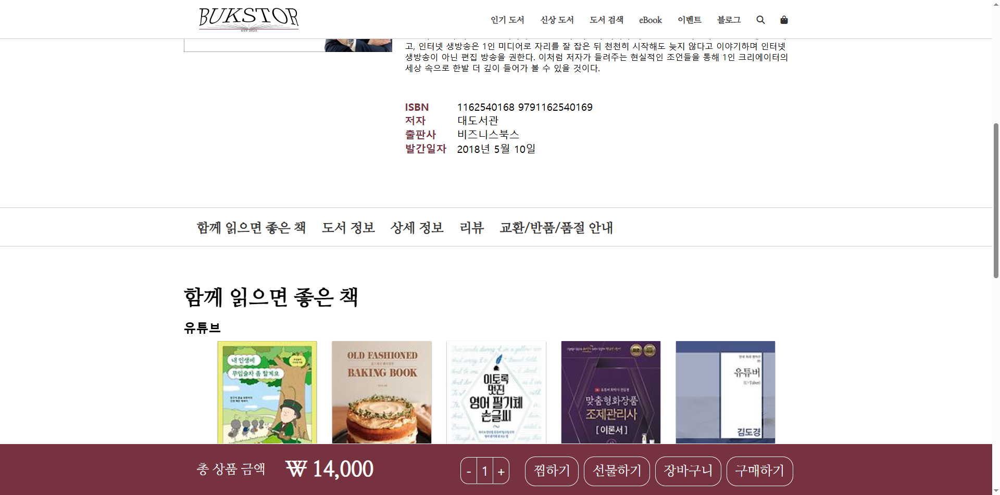 BUKSTOR
EST 2025
인기 도서
신상 도서
도서 검색
eBook
이벤트
블로그
고, 인터넷 생방송은 1인 미디어로 자리를 잘 잡은 뒤 천천히 시작해도 늦지 않다고 이야기하며 인터넷
생방송이 아닌 편집 방송을 권한다. 이처럼 저자가 들려주는 현실적인 조언들을 통해 1인 크리에이터의
세상 속으로 한발 더 깊이 들어가 볼 수 있을 것이다.
ISBN 1162540168 9791162540169
저자 대도서관
출판사 비즈니스북스
발간일자 2018년 5월 10일
함께 읽으면 좋은 책
도서 정보
상세 정보
리뷰
교환/반품/품절 안내
함께 읽으면 좋은 책
유튜브
내 인생에
무임승차 좀 할게요
OLD FASHIONED
BAKING BOOK
이토록
멋진
영어 필기체
손글씨
맞춤형화장품
조제관리사
[이론서]
유튜버
김도경
총 상품 금액
₩ 14,000
- 1 +
찜하기
선물하기
장바구니
구매하기